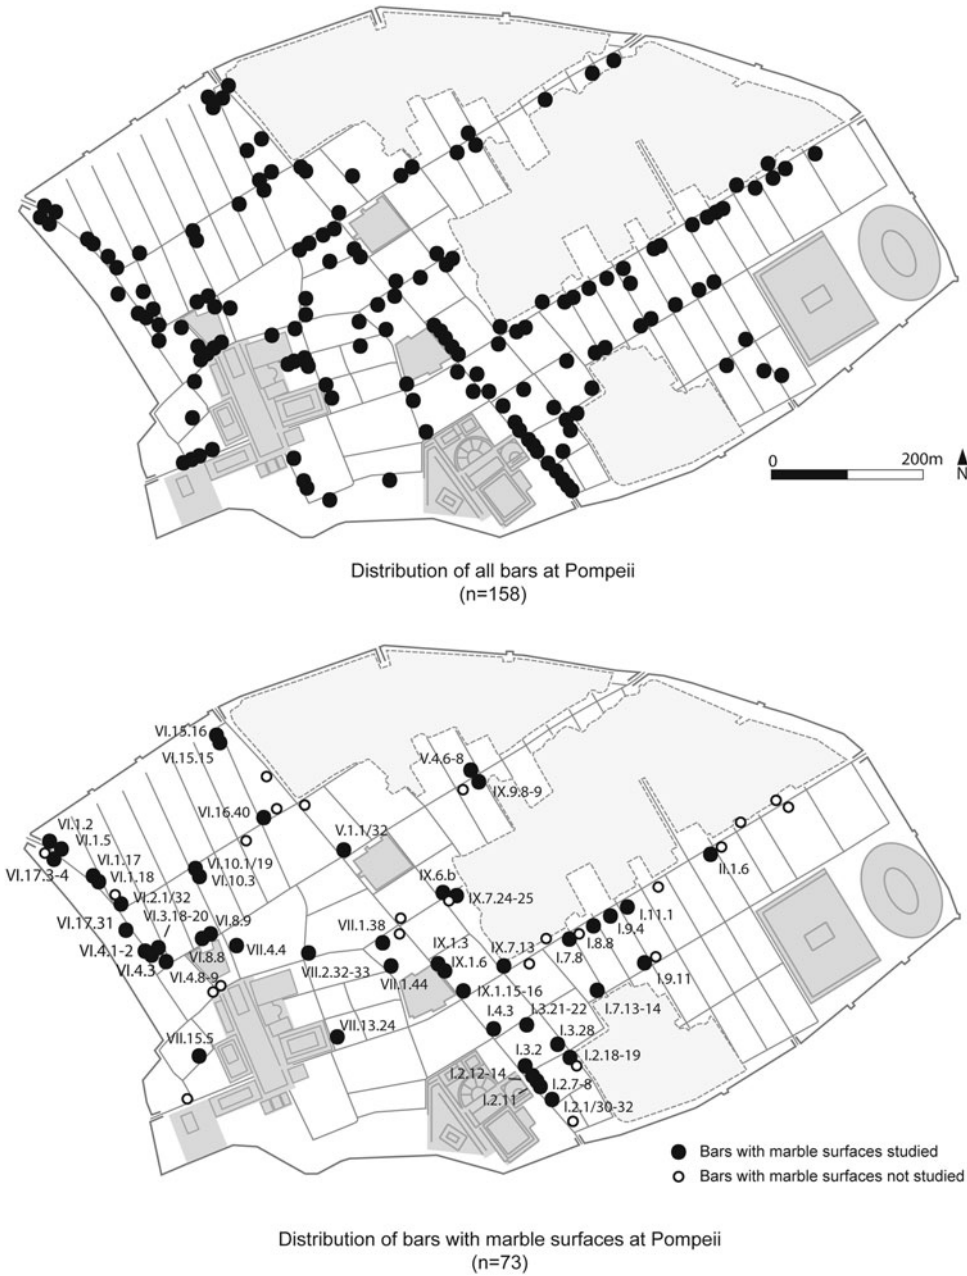 0
200m
N
Distribution of all bars at Pompeii
(n=158)
VI.15.16
VI.15.15
V.4.6-8
IX.9.8-9
VI.16.40
VI.1.2
VI.1.5
V.1.1/32
VI.17.3-4
VI.1.17
VI.1.18
VI.10.1/19
VI.10.3
II.1.6
IX.6.b
IX.7.24-25
VI.2.1/32
VI.3.18-20
VI.17.31
VI.8.9
VII.1.38
I.11.1
I.9.4
VI.4.1-2
VI.8.8
VII.4.4
IX.1.3
IX.7.13
I.8.8
VI.4.3
IX.1.6
I.7.8
VI.4.8-9
VII.2.32-33
VII.1.44
I.9.11
IX.1.15-16
I.7.13-14
I.4.3
I.3.21-22
VII.13.24
I.3.28
VII.15.5
I.3.2
I.2.18-19
I.2.12-14
I.2.7-8
I.2.11
I.2.1/30-32
Bars with marble surfaces studied
Bars with marble surfaces not studied
Distribution of bars with marble surfaces at Pompeii
(n=73)